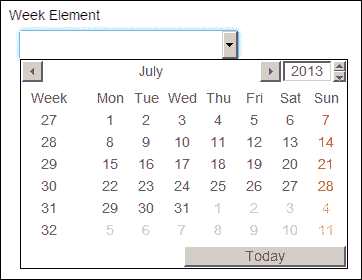 Week Element
July 2013
Week Mon Tue Wed Thu Fri Sat Sun
27 1 2 3 4 5 6 7
28 8 9 10 11 12 13 14
29 15 16 17 18 19 20 21
30 22 23 24 25 26 27 28
31 29 30 31 1 2 3 4
32 5 6 7 8 9 10 11
Today